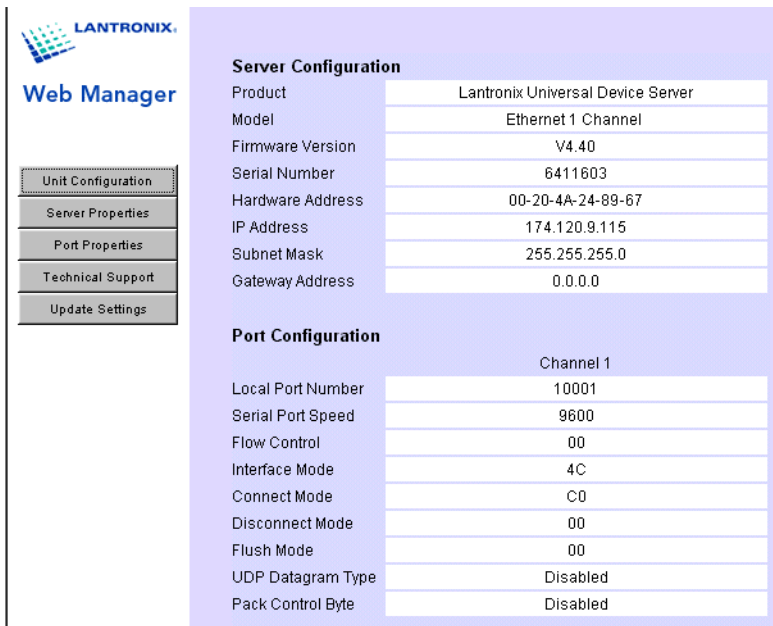 LANTRONIX®
Web Manager
Unit Configuration
Server Properties
Port Properties
Technical Support
Update Settings
Server Configuration
Product Lantronix Universal Device Server
Model Ethernet 1 Channel
Firmware Version V4.40
Serial Number 6411603
Hardware Address 00-20-4A-24-89-67
IP Address 174.120.9.115
Subnet Mask 255.255.255.0
Gateway Address 0.0.0.0
Port Configuration
Channel 1
Local Port Number 10001
Serial Port Speed 9600
Flow Control 00
Interface Mode 4C
Connect Mode C0
Disconnect Mode 00
Flush Mode 00
UDP Datagram Type Disabled
Pack Control Byte Disabled